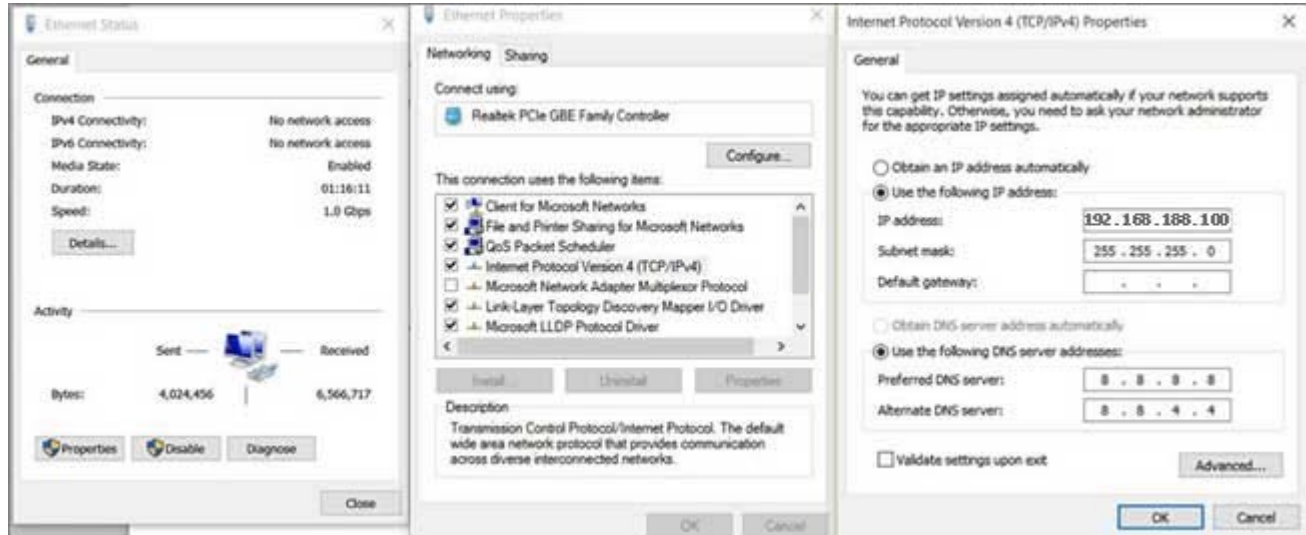 Ethernet Status
General
Connection
IPv4 Connectivity: No network access
IPv6 Connectivity: No network access
Media State: Enabled
Duration: 01:16:11
Speed: 1.0 Gbps
Details...
Activity
Sent — — Received
Bytes: 4,024,456 6,566,717
Properties Disable Diagnose
Close
Ethernet Properties
Networking Sharing
Connect using:
Realtek PCIe GBE Family Controller
Configure...
This connection uses the following items:
Client for Microsoft Networks
File and Printer Sharing for Microsoft Networks
QoS Packet Scheduler
Internet Protocol Version 4 (TCP/IPv4)
Microsoft Network Adapter Multiplexor Protocol
Link-Layer Topology Discovery Mapper I/O Driver
Microsoft LLDP Protocol Driver
Install... Uninstall Properties
Description
Transmission Control Protocol/Internet Protocol. The default
wide area network protocol that provides communication
across diverse interconnected networks.
OK Cancel
Internet Protocol Version 4 (TCP/IPv4) Properties
General
You can get IP settings assigned automatically if your network supports
this capability. Otherwise, you need to ask your network administrator
for the appropriate IP settings.
Obtain an IP address automatically
Use the following IP address:
IP address: 192.168.188.100
Subnet mask: 255 . 255 . 255 . 0
Default gateway: . . .
Obtain DNS server address automatically
Use the following DNS server addresses:
Preferred DNS server: 8 . 8 . 8 . 8
Alternate DNS server: 8 . 8 . 4 . 4
Validate settings upon exit
Advanced...
OK Cancel